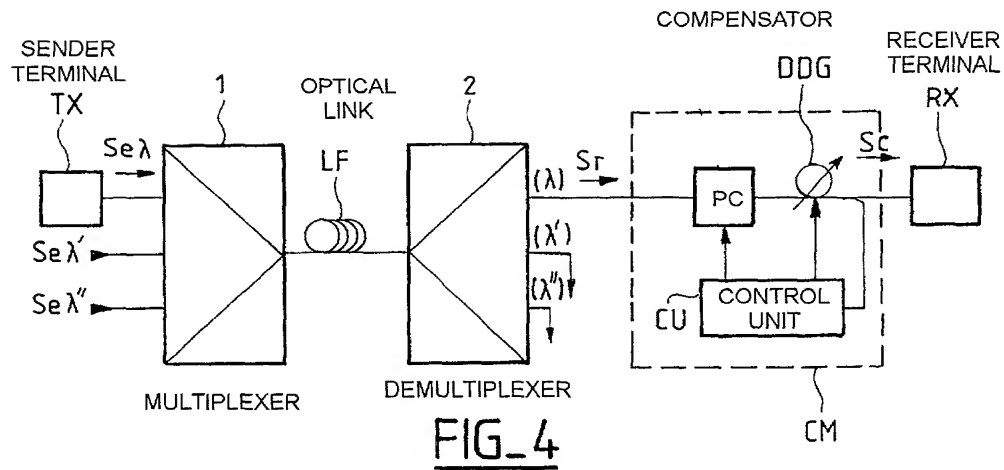 COMPENSATOR
SENDER
TERMINAL
TX
1
OPTICAL
LINK
2
DDG
RECEIVER
TERMINAL
RX
Seλ
LF
(λ)
Sr
PC
Sc
Seλ'
(λ')
Seλ"
(λ")
CU
CONTROL
UNIT
MULTIPLEXER
DEMULTIPLEXER
CM
FIG_4